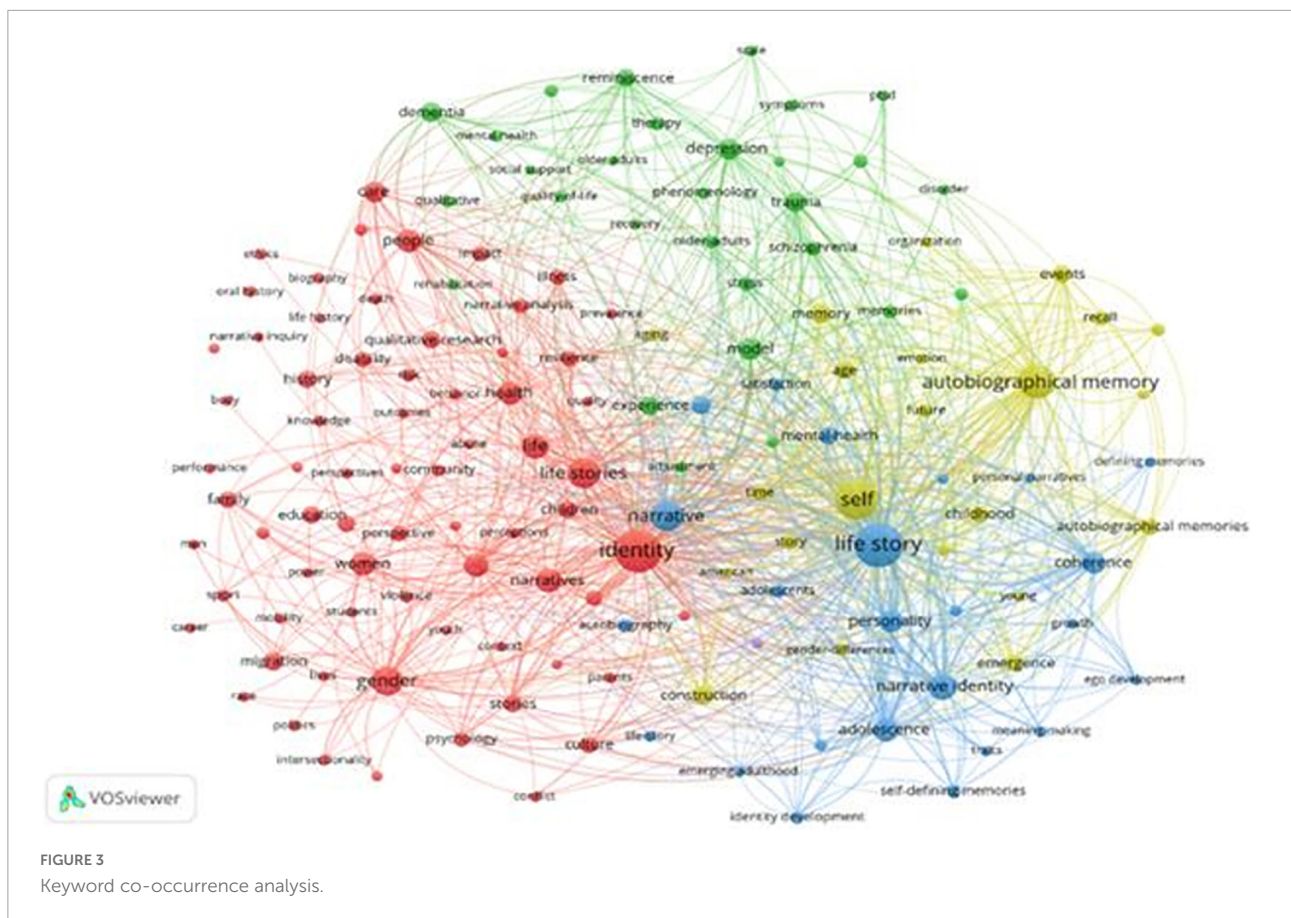 scale
reminiscence
ptsd
symptoms
dementia
therapy
mental-health
depression
older-adults
social support
care
qualitative
quality-of-life
phenomenology
trauma
disorder
recovery
people
older adults
schizophrenia
organization
ethics
impact
biography
rehabilitation
illness
stress
events
oral history
death
narrative analysis
prevalence
memory
memories
life history
recall
narrative inquiry
qualitative research
aging
model
disability
resilience
emotion
history
risk
satisfaction
age
autobiographical memory
behavior
health
body
outcomes
quality
experience
future
knowledge
abuse
life
mental health
performance
perspectives
community
life stories
attachment
defining memories
personal narratives
family
time
self
education
children
narrative
childhood
autobiographical memories
men
perspective
perceptions
identity
story
life story
power
women
narratives
american
coherence
sport
violence
adolescents
young
career
mobility
students
youth
autobiography
personality
growth
context
gender-differences
migration
lives
gender
parents
emergence
race
stories
construction
narrative identity
ego development
politics
psychology
culture
life-story
adolescence
meaning-making
traits
intersectionality
emerging adulthood
conflict
self-defining memories
identity development
VOSviewer
FIGURE 3
Keyword co-occurrence analysis.